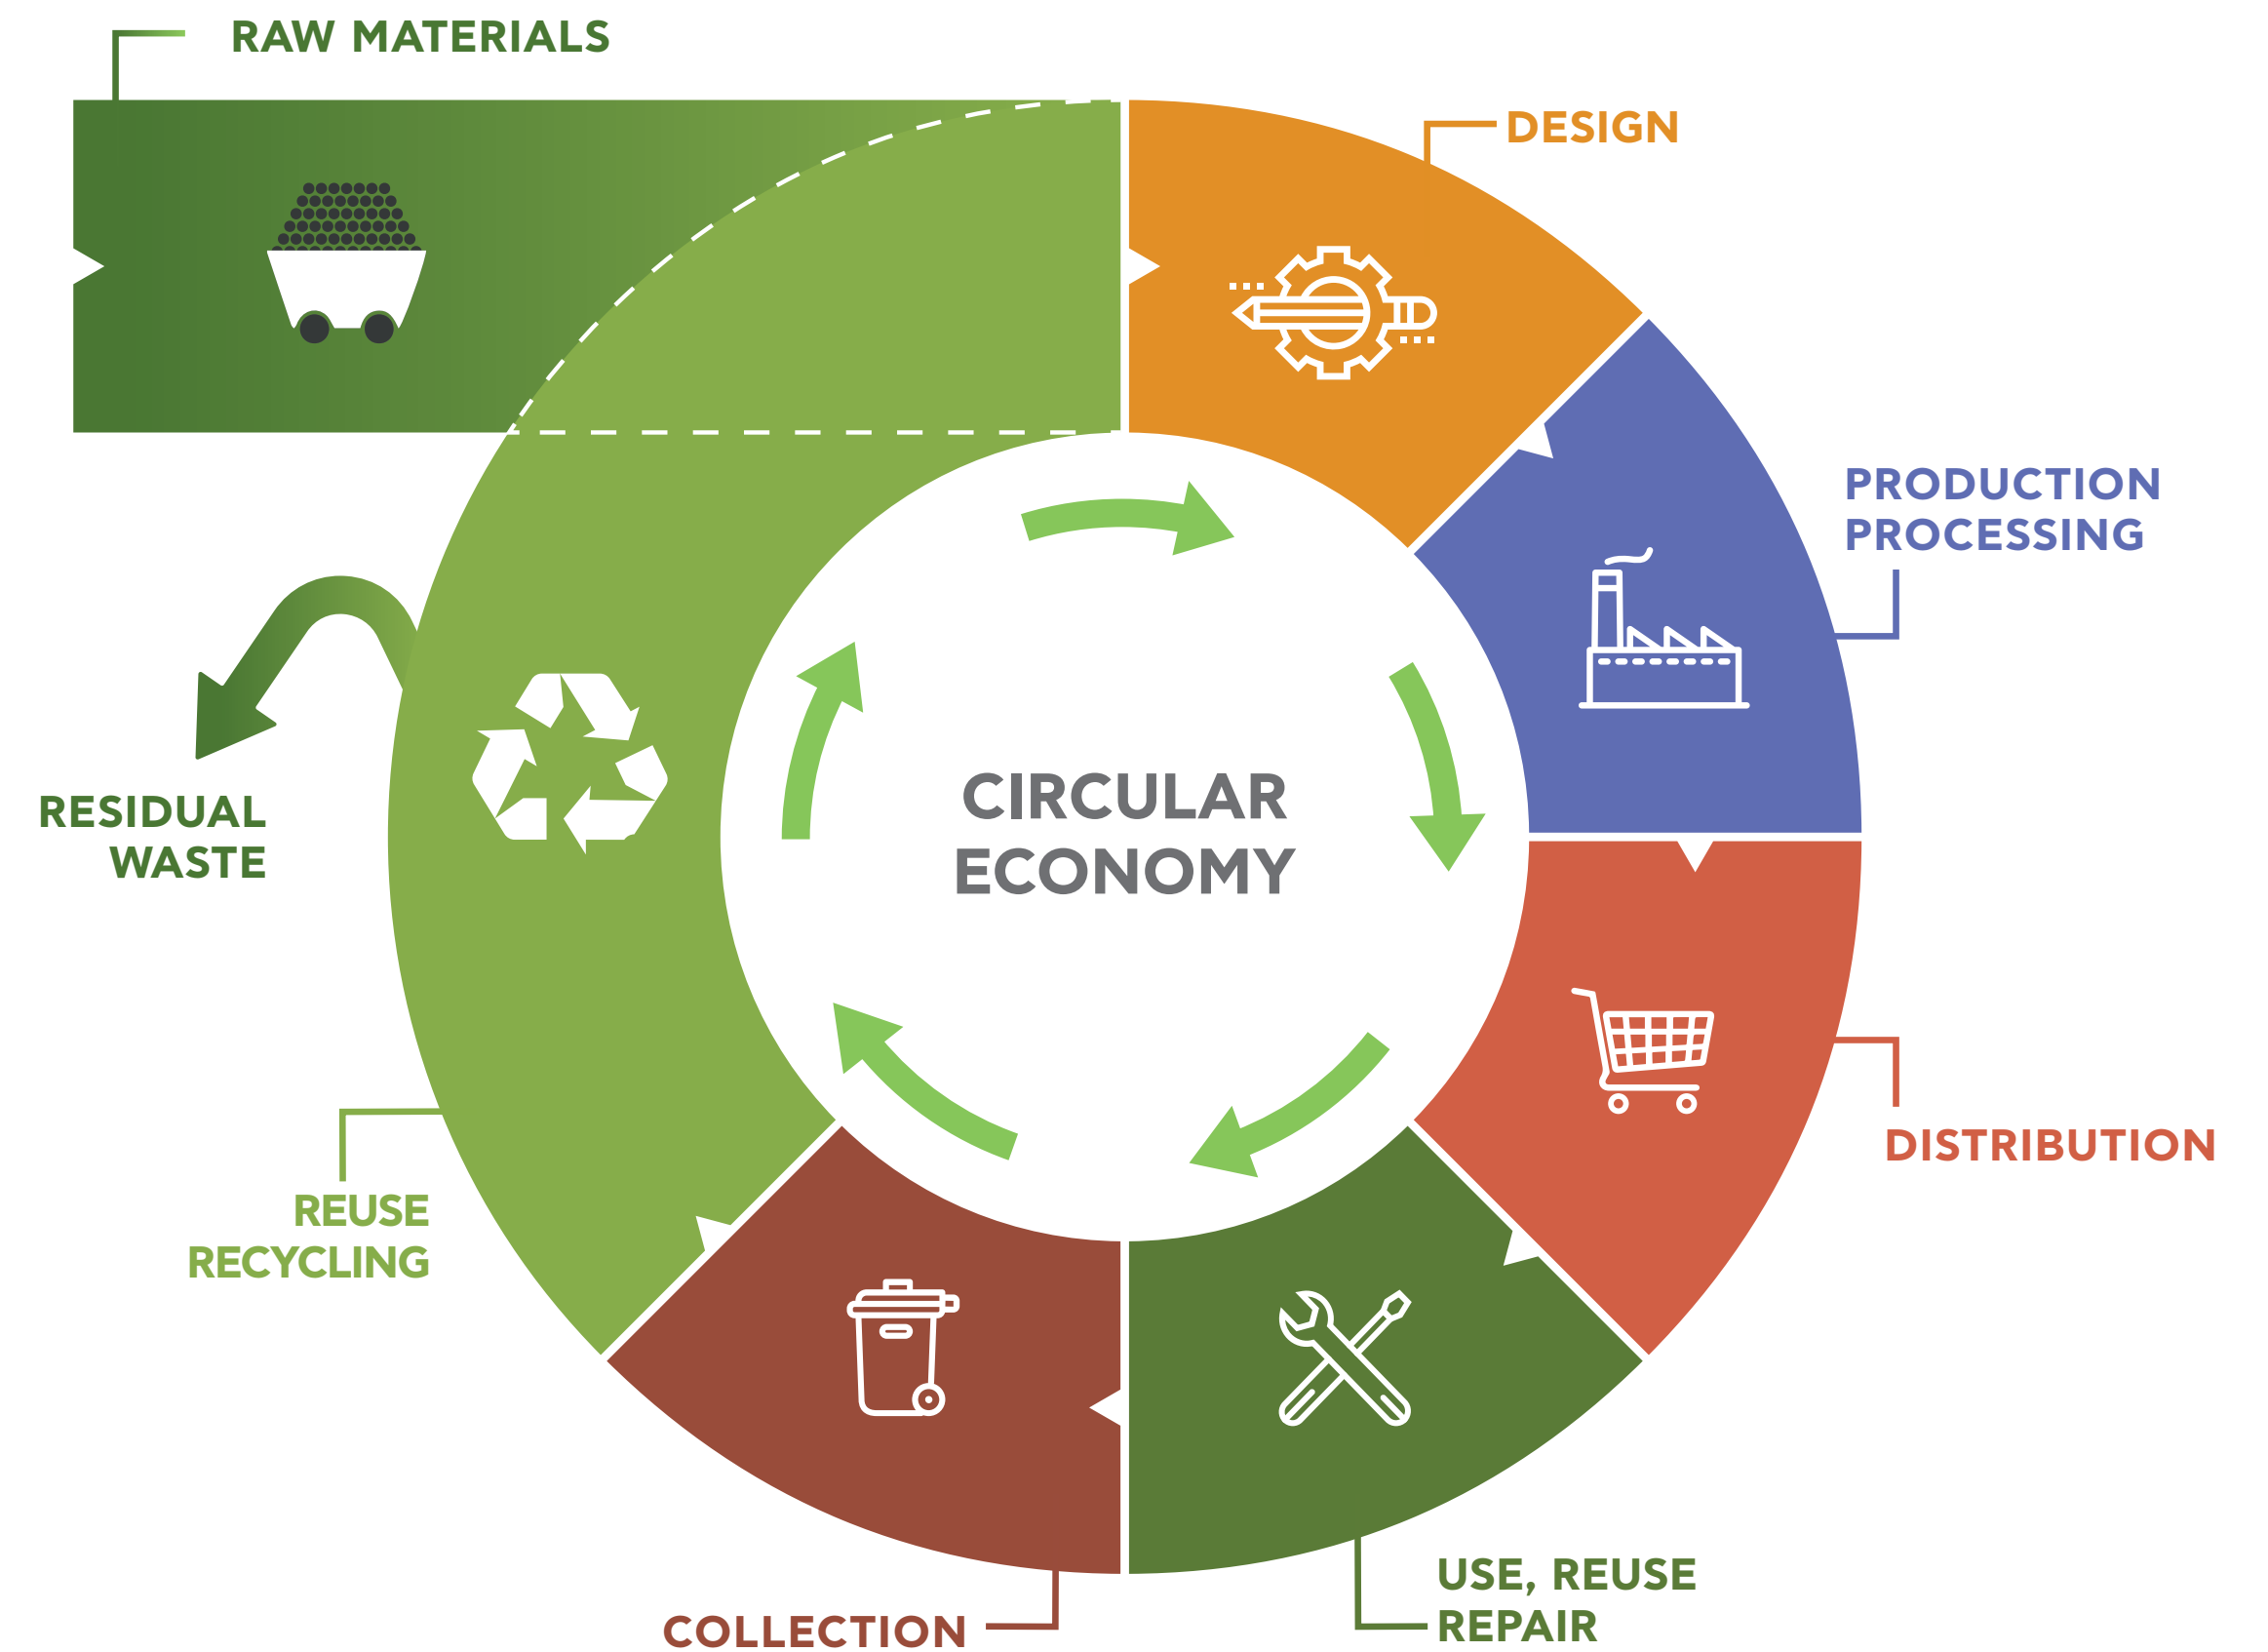 RAW MATERIALS
DESIGN
PRODUCTION
PROCESSING
DISTRIBUTION
USE, REUSE
REPAIR
COLLECTION
REUSE
RECYCLING
RESIDUAL
WASTE
CIRCULAR
ECONOMY